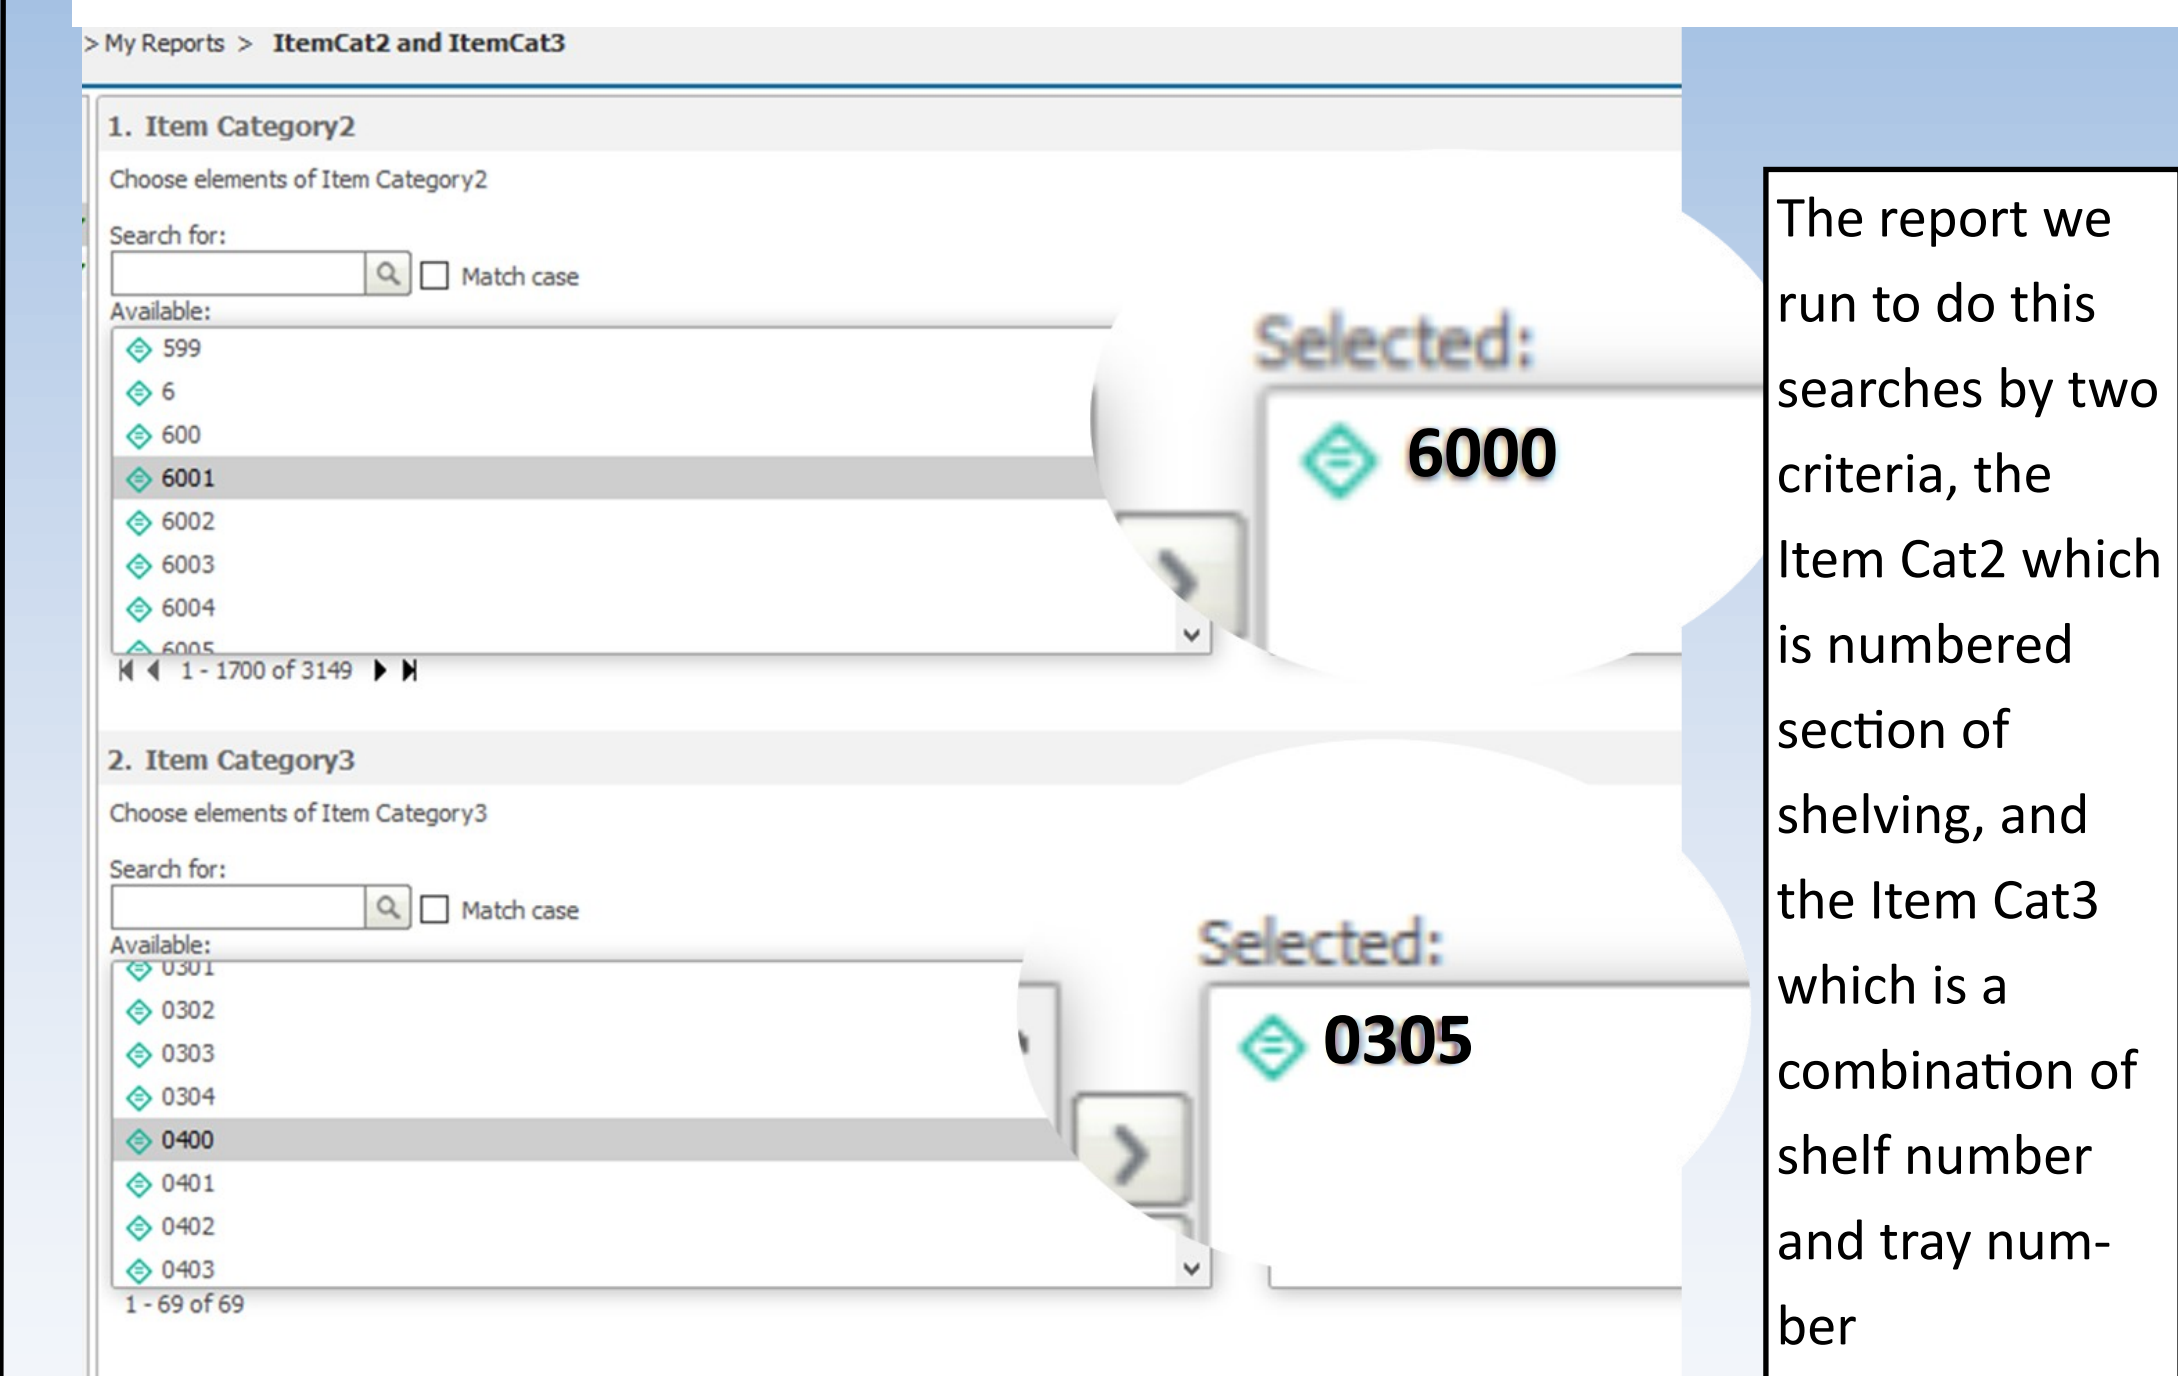 > My Reports > ItemCat2 and ItemCat3
1. Item Category2
Choose elements of Item Category2
Search for:
Match case
Available:
599
6
600
6001
6002
6003
6004
6005
1 - 1700 of 3149
Selected:
6000
2. Item Category3
Choose elements of Item Category3
Search for:
Match case
Available:
0301
0302
0303
0304
0400
0401
0402
0403
1 - 69 of 69
Selected:
0305
The report we
run to do this
searches by two
criteria, the
Item Cat2 which
is numbered
section of
shelving, and
the Item Cat3
which is a
combination of
shelf number
and tray num-
ber